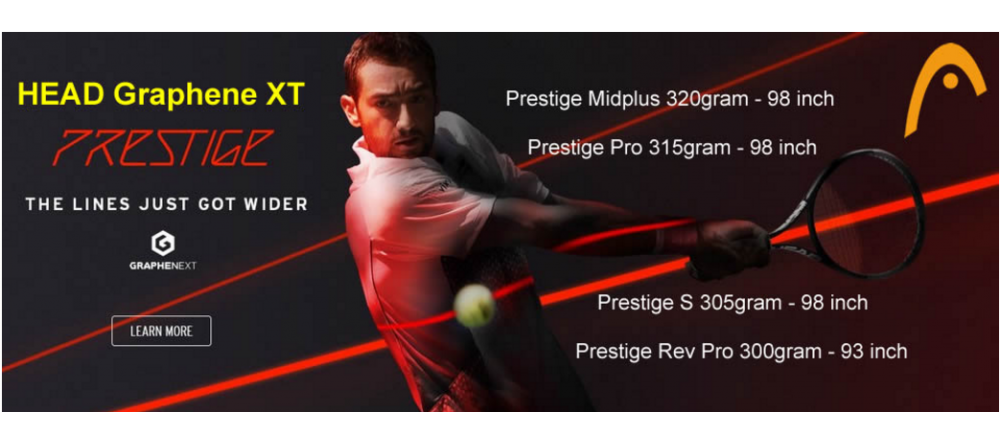 HEAD Graphene XT
PRESTIGE
THE LINES JUST GOT WIDER
G
GRAPHENEXT
LEARN MORE
Prestige Midplus 320gram - 98 inch
Prestige Pro 315gram - 98 inch
Prestige S 305gram - 98 inch
Prestige Rev Pro 300gram - 93 inch
HEAD